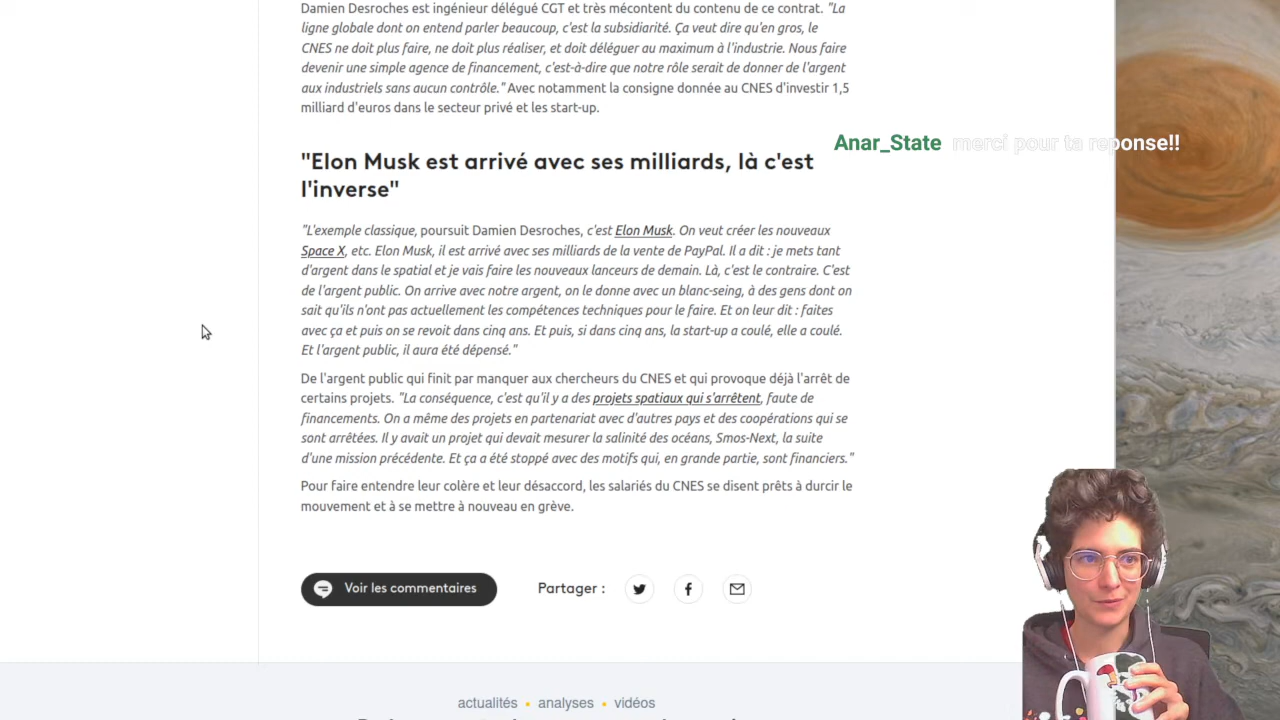 Damien Desroches est ingénieur délégué CGT et très mécontent du contenu de ce contrat. "La
ligne globale dont on entend parler beaucoup, c'est la subsidiarité. Ça veut dire qu'en gros, le
CNES ne doit plus faire, ne doit plus réaliser, et doit déléguer au maximum à l'industrie. Nous faire
devenir une simple agence de financement, c'est-à-dire que notre rôle serait de donner de l'argent
aux industriels sans aucun contrôle." Avec notamment la consigne donnée au CNES d'investir 1,5
milliard d'euros dans le secteur privé et les start-up.
Anar_State merci pour ta reponse!!
"Elon Musk est arrivé avec ses milliards, là c'est
l'inverse"
"L'exemple classique, poursuit Damien Desroches, c'est Elon Musk. On veut créer les nouveaux
Space X, etc. Elon Musk, il est arrivé avec ses milliards de la vente de PayPal. Il a dit : je mets tant
d'argent dans le spatial et je vais faire les nouveaux lanceurs de demain. Là, c'est le contraire. C'est
de l'argent public. On arrive avec notre argent, on le donne avec un blanc-seing, à des gens dont on
sait qu'ils n'ont pas actuellement les compétences techniques pour le faire. Et on leur dit : faites
avec ça et puis on se revoit dans cinq ans. Et puis, si dans cinq ans, la start-up a coulé, elle a coulé.
Et l'argent public, il aura été dépensé."
De l'argent public qui finit par manquer aux chercheurs du CNES et qui provoque déjà l'arrêt de
certains projets. "La conséquence, c'est qu'il y a des projets spatiaux qui s'arrêtent, faute de
financements. On a même des projets en partenariat avec d'autres pays et des coopérations qui se
sont arrêtées. Il y avait un projet qui devait mesurer la salinité des océans, Smos-Next, la suite
d'une mission précédente. Et ça a été stoppé avec des motifs qui, en grande partie, sont financiers."
Pour faire entendre leur colère et leur désaccord, les salariés du CNES se disent prêts à durcir le
mouvement et à se mettre à nouveau en grève.
Voir les commentaires Partager :
actualités • analyses • vidéos